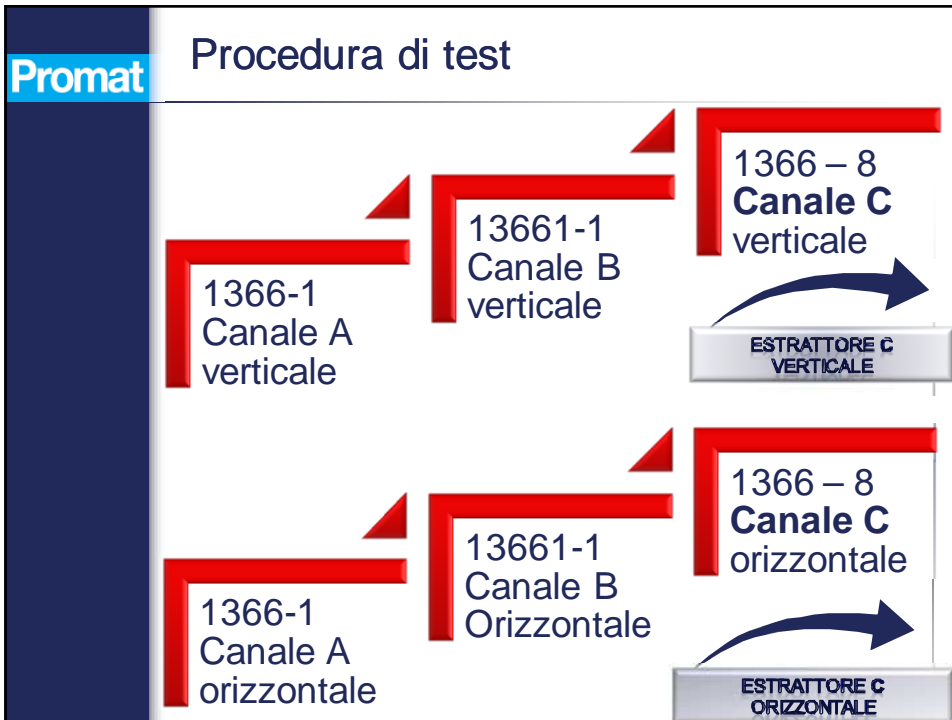 Promat
Procedura di test
1366-1
Canale A
verticale
13661-1
Canale B
verticale
1366 – 8
Canale C
verticale
ESTRATTORE C
VERTICALE
1366-1
Canale A
orizzontale
13661-1
Canale B
Orizzontale
1366 – 8
Canale C
orizzontale
ESTRATTORE C
ORIZZONTALE